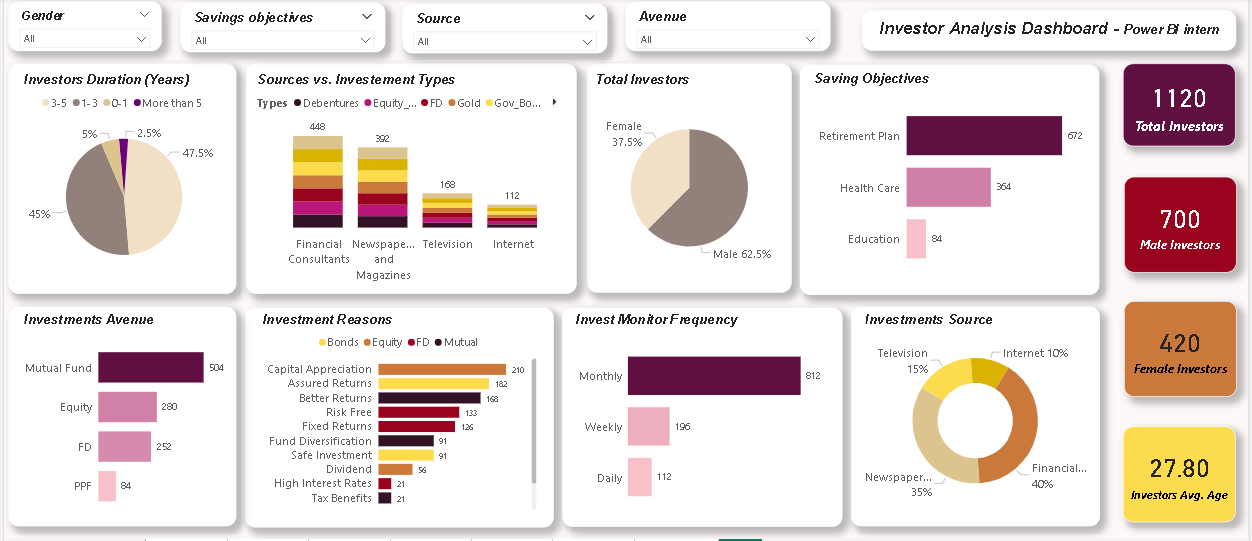 Gender
All
Savings objectives
All
Source
All
Avenue
All
Investor Analysis Dashboard - Power BI intern
Investors Duration (Years)
3-5 1-3 0-1 More than 5
5%
2.5%
47.5%
45%
Sources vs. Investement Types
Types Debentures Equity_... FD Gold Gov_Bo...
448
392
168
112
Financial
Consultants
Newspape...
and
Magazines
Television
Internet
Total Investors
Female
37.5%
Male 62.5%
Saving Objectives
Retirement Plan 672
Health Care 364
Education 84
1120
Total Investors
700
Male Investors
420
Female Investors
27.80
Investors Avg. Age
Investments Avenue
Mutual Fund 504
Equity 280
FD 252
PPF 84
Investment Reasons
Bonds Equity FD Mutual
Capital Appreciation 210
Assured Returns 182
Better Returns 168
Risk Free 133
Fixed Returns 126
Fund Diversification 91
Safe Investment 91
Dividend 56
High Interest Rates 21
Tax Benefits 21
Invest Monitor Frequency
Monthly 812
Weekly 196
Daily 112
Investments Source
Television
15%
Internet 10%
Newspaper...
35%
Financial...
40%